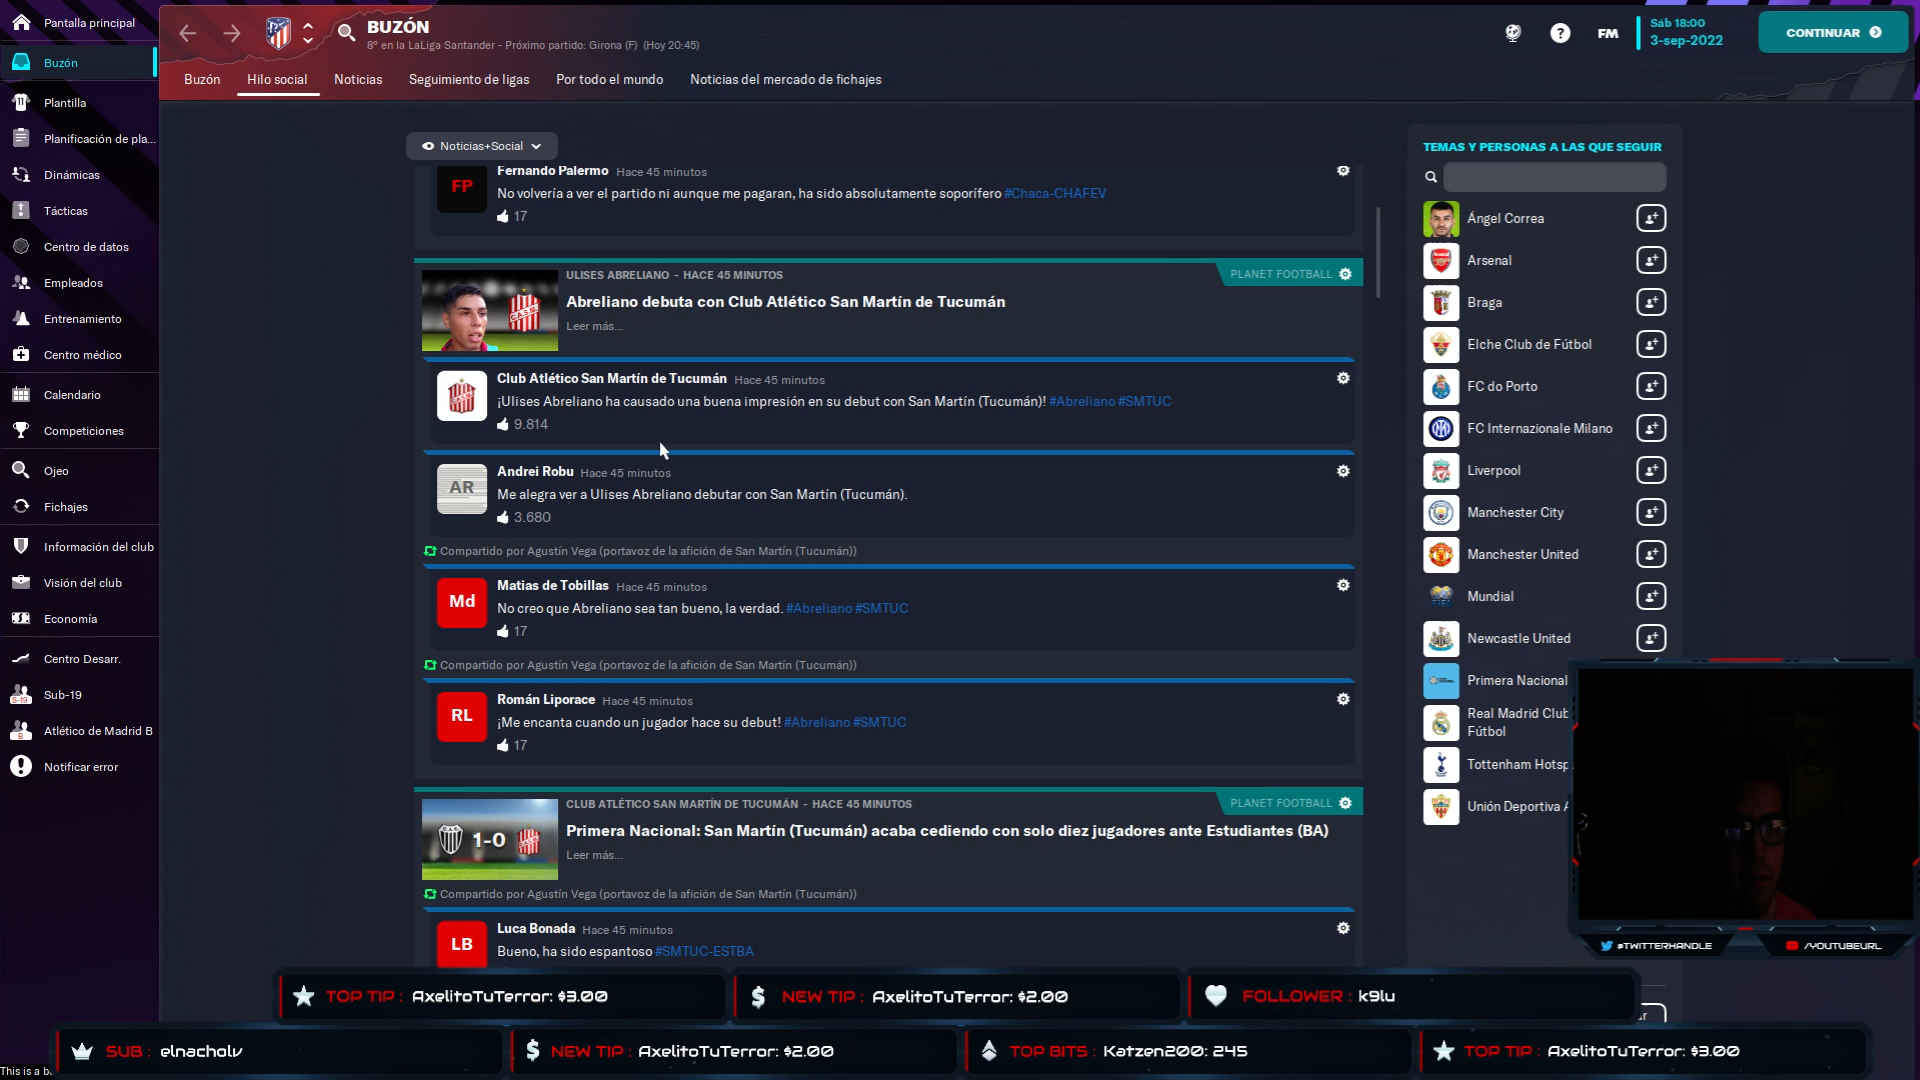 Pantalla principal
Buzón
Plantilla
Planificación de pla...
Dinámicas
Tácticas
Centro de datos
Empleados
Entrenamiento
Centro médico
Calendario
Competiciones
Ojeo
Fichajes
Información del club
Visión del club
Economía
Centro Desarr.
Sub-19
Atlético de Madrid B
Notificar error
BUZÓN
8º en la LaLiga Santander - Próximo partido: Girona (F) (Hoy 20:45)
FM
Sáb 18:00
3-sep-2022
CONTINUAR
Buzón
Hilo social
Noticias
Seguimiento de ligas
Por todo el mundo
Noticias del mercado de fichajes
Noticias+Social
FP
Fernando Palermo Hace 45 minutos
No volvería a ver el partido ni aunque me pagaran, ha sido absolutamente soporífero #Chaca-CHAFEV
17
ULISES ABRELIANO - HACE 45 MINUTOS
PLANET FOOTBALL
Abreliano debuta con Club Atlético San Martín de Tucumán
Leer más...
Club Atlético San Martín de Tucumán Hace 45 minutos
¡Ulises Abreliano ha causado una buena impresión en su debut con San Martín (Tucumán)! #Abreliano #SMTUC
9.814
AR
Andrei Robu Hace 45 minutos
Me alegra ver a Ulises Abreliano debutar con San Martín (Tucumán).
3.680
Compartido por Agustín Vega (portavoz de la afición de San Martín (Tucumán))
Md
Matias de Tobillas Hace 45 minutos
No creo que Abreliano sea tan bueno, la verdad. #Abreliano #SMTUC
17
Compartido por Agustín Vega (portavoz de la afición de San Martín (Tucumán))
RL
Román Liporace Hace 45 minutos
¡Me encanta cuando un jugador hace su debut! #Abreliano #SMTUC
17
CLUB ATLÉTICO SAN MARTÍN DE TUCUMÁN - HACE 45 MINUTOS
PLANET FOOTBALL
1-0
Primera Nacional: San Martín (Tucumán) acaba cediendo con solo diez jugadores ante Estudiantes (BA)
Leer más...
Compartido por Agustín Vega (portavoz de la afición de San Martín (Tucumán))
LB
Luca Bonada Hace 45 minutos
Bueno, ha sido espantoso #SMTUC-ESTBA
TEMAS Y PERSONAS A LAS QUE SEGUIR
Ángel Correa
Arsenal
Braga
Elche Club de Fútbol
FC do Porto
FC Internazionale Milano
Liverpool
Manchester City
Manchester United
Mundial
Newcastle United
Primera Nacional
Real Madrid Club
Fútbol
Tottenham Hotsp
Unión Deportiva A
@TWITTERHANDLE
/YOUTUBEURL
TOP TIP : AxelitoTuTerror: $3.00
NEW TIP : AxelitoTuTerror: $2.00
FOLLOWER : k9lu
SUB : elnacholv
NEW TIP : AxelitoTuTerror: $2.00
TOP BITS : Katzen200: 245
TOP TIP : AxelitoTuTerror: $3.00
This is a b